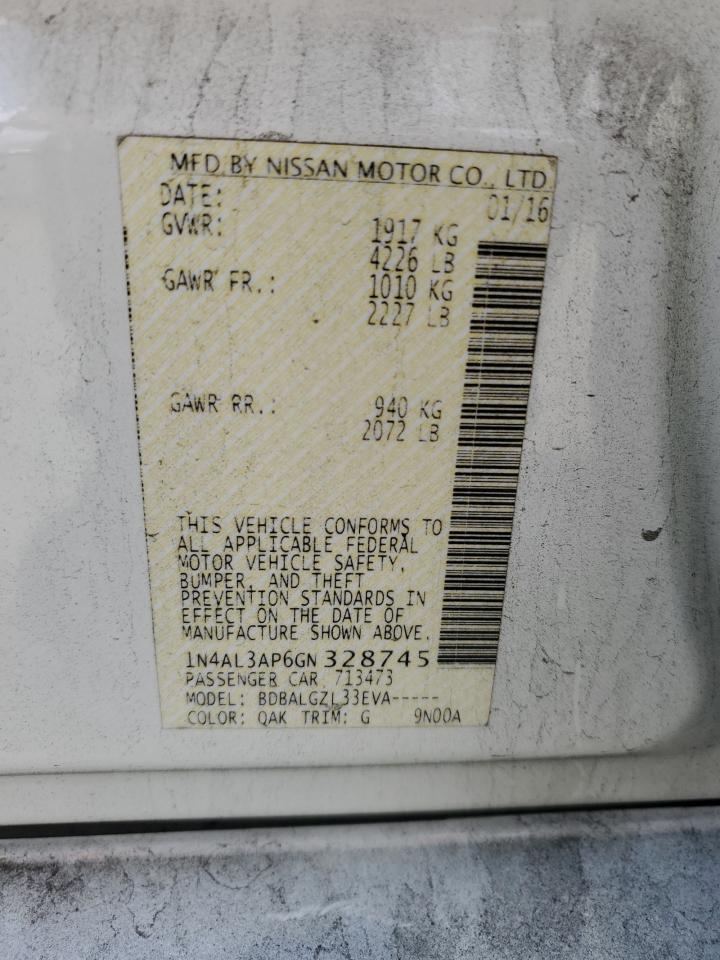 MFD BY NISSAN MOTOR CO., LTD
DATE: 01/16
GVWR: 1917 KG
4226 LB
GAWR FR.: 1010 KG
2227 LB
GAWR RR.: 940 KG
2072 LB
THIS VEHICLE CONFORMS TO
ALL APPLICABLE FEDERAL
MOTOR VEHICLE SAFETY,
BUMPER, AND THEFT
PREVENTION STANDARDS IN
EFFECT ON THE DATE OF
MANUFACTURE SHOWN ABOVE.
1N4AL3AP6GN328745
PASSENGER CAR 713473
MODEL: BDBALGZL33EVA-----
COLOR: QAK TRIM: G 9N00A